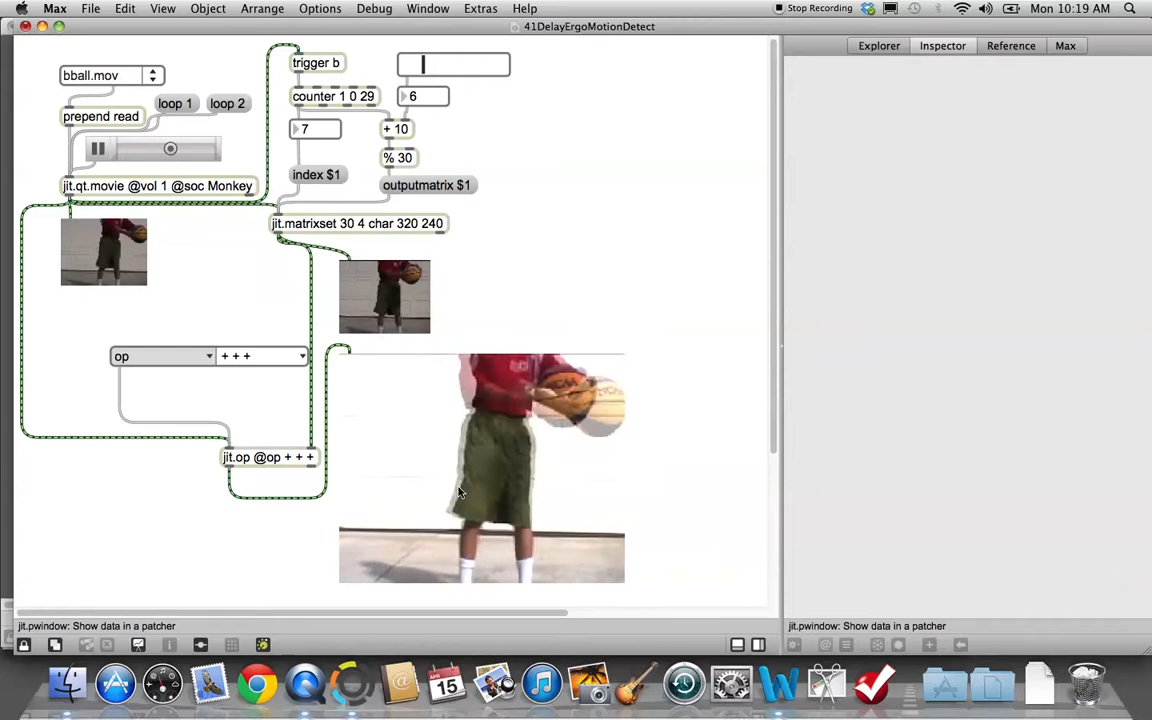 Max File Edit View Object Arrange Options Debug Window Extras Help Stop Recording Mon 10:19 AM
41DelayErgoMotionDetect
Explorer Inspector Reference Max
trigger b
bball.mov
loop 1 loop 2
counter 1 0 29 6
prepend read
7 + 10
% 30
index $1
outputmatrix $1
jit.qt.movie @vol 1 @soc Monkey
jit.matrixset 30 4 char 320 240
op + + +
jit.op @op + + +
jit.pwindow: Show data in a patcher jit.pwindow: Show data in a patcher
APR
15